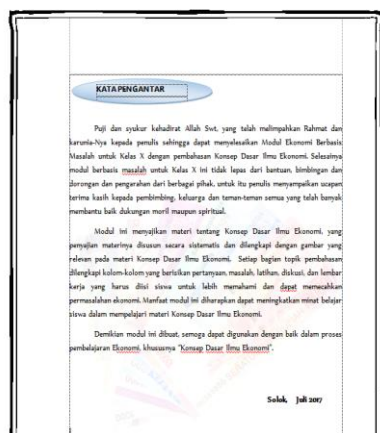 KATA PENGANTAR
Puji dan syukur kehadirat Allah Swt. yang telah melimpahkan Rahmat dan
karunia-Nya kepada penulis sehingga dapat menyelesaikan Modul Ekonomi Berbasis
Masalah untuk Kelas X dengan pembahasan Konsep Dasar Ilmu Ekonomi. Selesainya
modul berbasis masalah untuk Kelas X ini tidak lepas dari bantuan, bimbingan dan
dorongan dan pengarahan dari berbagai pihak, untuk itu penulis menyampaikan ucapan
terima kasih kepada pembimbing, keluarga dan teman-teman semua yang telah banyak
membantu baik dukungan moril maupun spiritual.
Modul ini menyajikan materi tentang Konsep Dasar Ilmu Ekonomi, yang
penyajian materinya disusun sacara sistematis dan dilengkapi dengan gambar yang
relevan pada materi Konsep Dasar Ilmu Ekonomi. Setiap bagian topik pembahasan
dilengkapi kolom-kolom yang berisikan pertanyaan, masalah, latihan, diskusi, dan lembar
kerja yang harus diisi siswa untuk lebih memahami dan dapat memecahkan
permasalahan ekonomi. Manfaat modul ini diharapkan dapat meningkatkan minat belajar
siswa dalam mempelajari materi Konsep Dasar Ilmu Ekonomi.
Demikian modul ini dibuat, semoga dapat digunakan dengan baik dalam proses
pembelajaran Ekonomi, khususnya "Konsep Dasar Ilmu Ekonomi".
Solok, Juli 2017